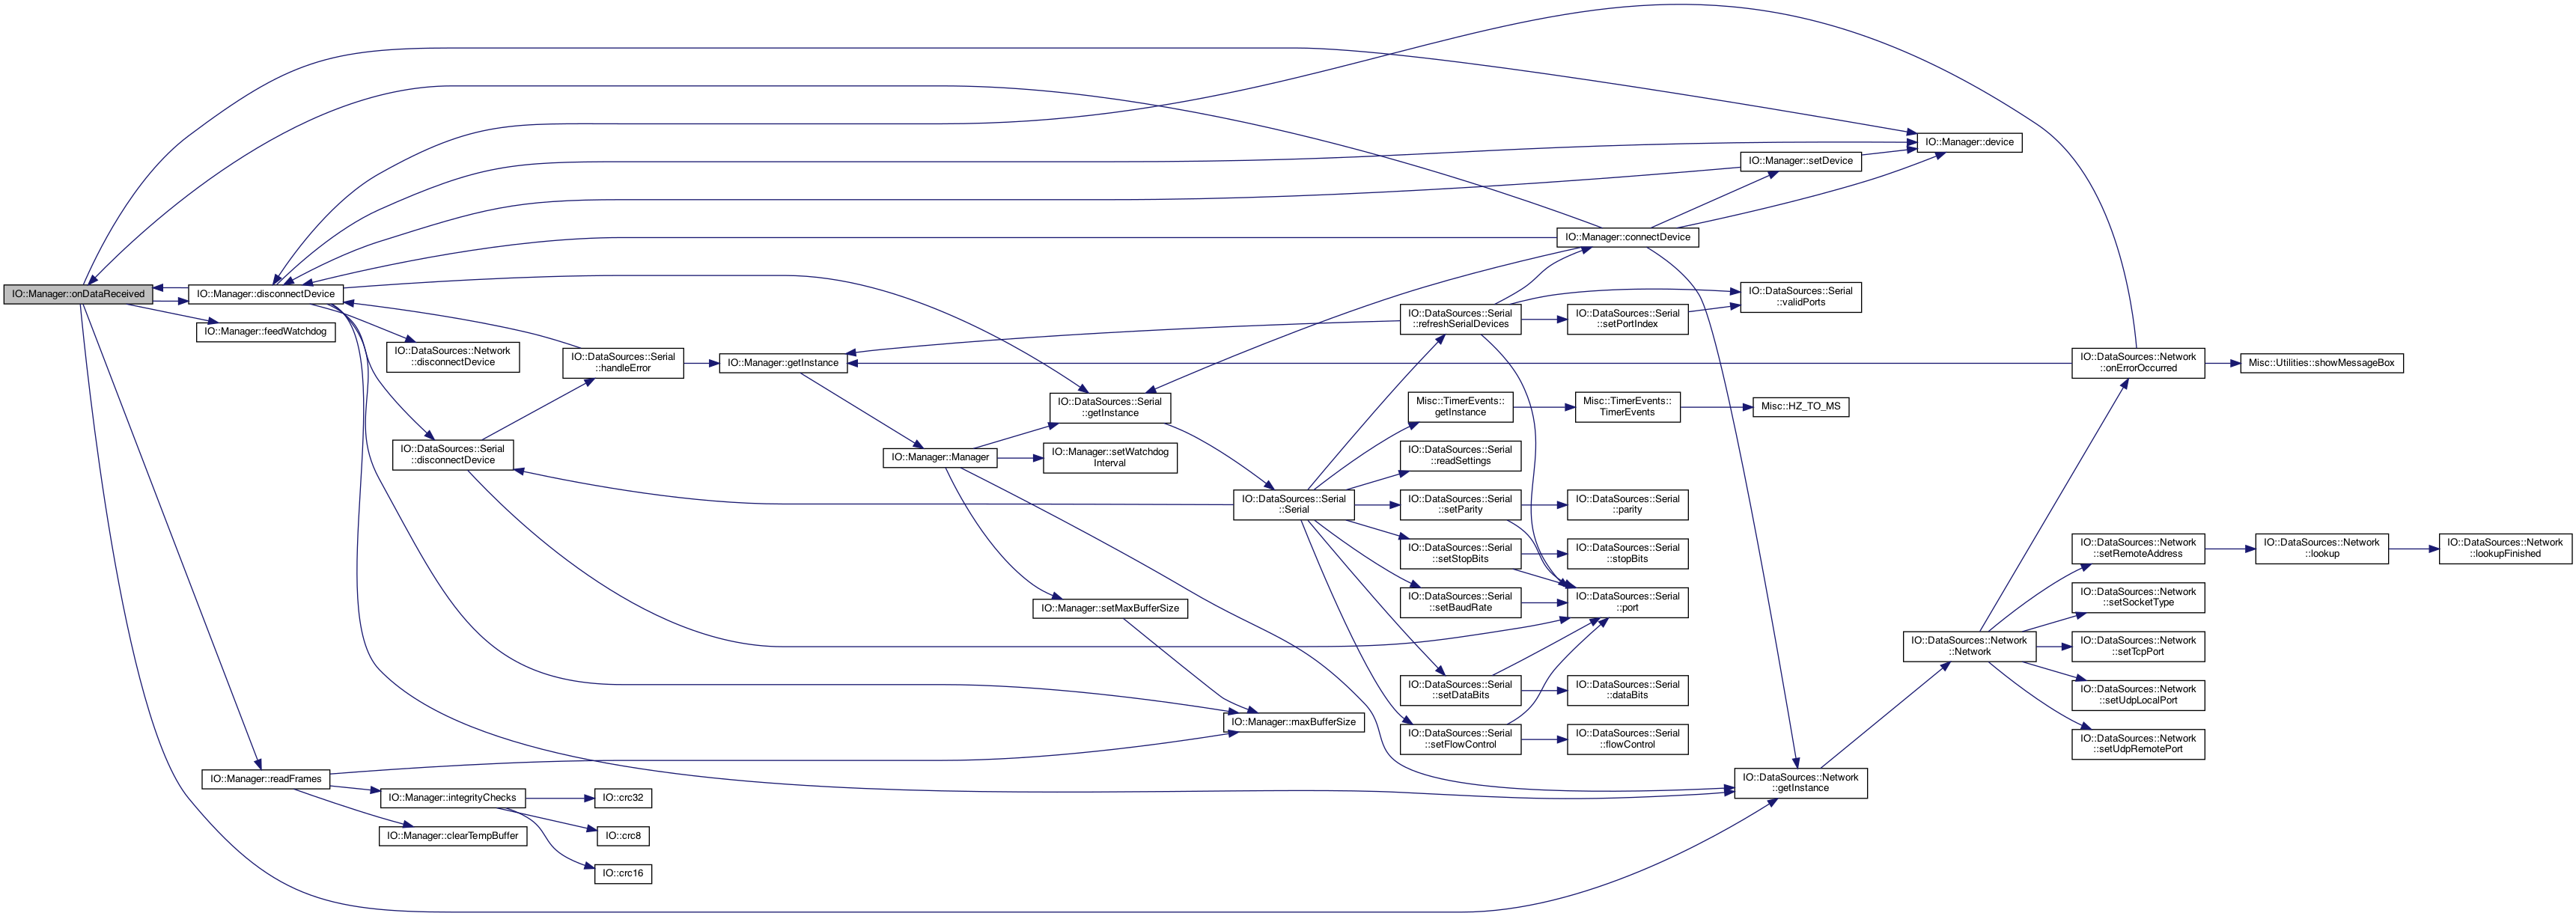 IO::Manager::onDataReceived
IO::Manager::disconnectDevice
IO::Manager::feedWatchdog
IO::Manager::readFrames
IO::DataSources::Network
::disconnectDevice
IO::DataSources::Serial
::disconnectDevice
IO::Manager::integrityChecks
IO::Manager::clearTempBuffer
IO::DataSources::Serial
::handleError
IO::crc32
IO::crc8
IO::crc16
IO::Manager::getInstance
IO::Manager::Manager
IO::DataSources::Serial
::getInstance
IO::Manager::setWatchdog
Interval
IO::Manager::setMaxBufferSize
IO::DataSources::Serial
::Serial
IO::Manager::maxBufferSize
IO::DataSources::Serial
::refreshSerialDevices
Misc::TimerEvents::
getInstance
IO::DataSources::Serial
::readSettings
IO::DataSources::Serial
::setParity
IO::DataSources::Serial
::setStopBits
IO::DataSources::Serial
::setBaudRate
IO::DataSources::Serial
::setDataBits
IO::DataSources::Serial
::setFlowControl
IO::Manager::connectDevice
IO::DataSources::Serial
::setPortIndex
Misc::TimerEvents::
TimerEvents
IO::DataSources::Serial
::parity
IO::DataSources::Serial
::stopBits
IO::DataSources::Serial
::port
IO::DataSources::Serial
::dataBits
IO::DataSources::Serial
::flowControl
IO::Manager::setDevice
IO::DataSources::Serial
::validPorts
Misc::HZ_TO_MS
IO::DataSources::Network
::getInstance
IO::Manager::device
IO::DataSources::Network
::Network
IO::DataSources::Network
::onErrorOccurred
IO::DataSources::Network
::setRemoteAddress
IO::DataSources::Network
::setSocketType
IO::DataSources::Network
::setTcpPort
IO::DataSources::Network
::setUdpLocalPort
IO::DataSources::Network
::setUdpRemotePort
Misc::Utilities::showMessageBox
IO::DataSources::Network
::lookup
IO::DataSources::Network
::lookupFinished